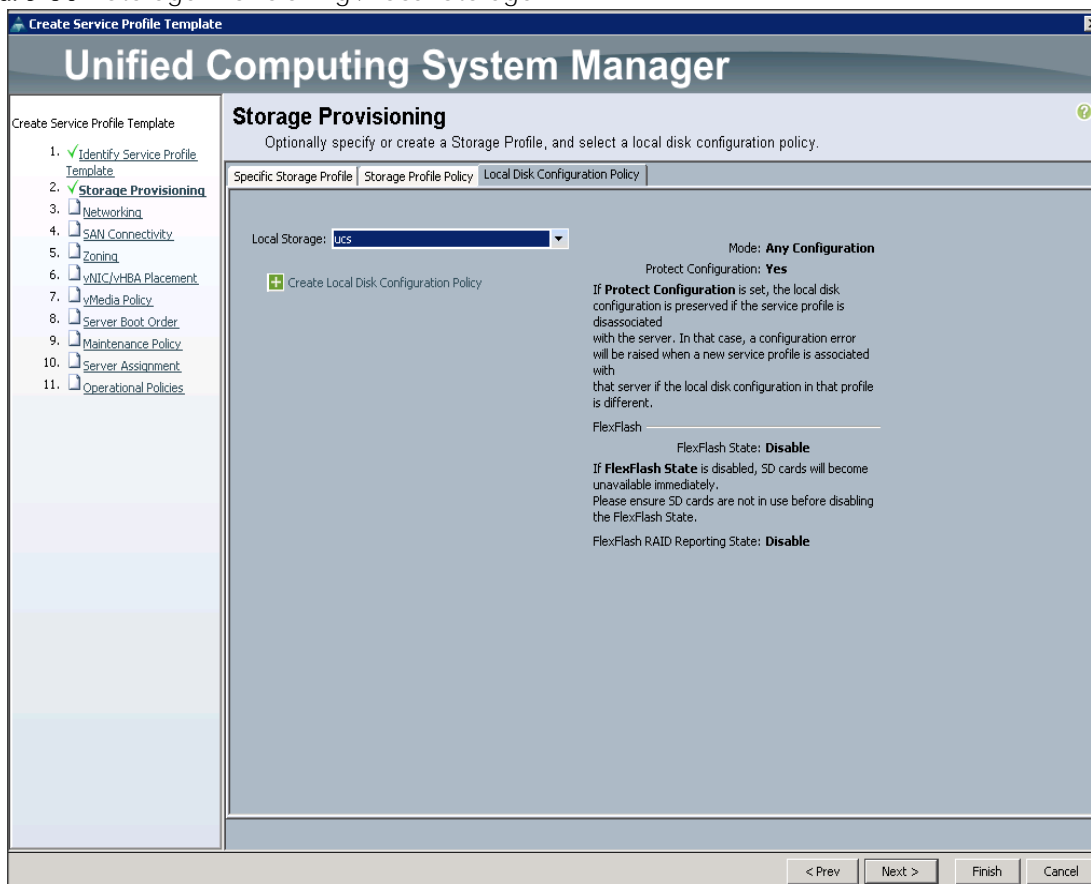 Create Service Profile Template
Unified Computing System Manager
Create Service Profile Template
1. Identify Service Profile
Template
2. Storage Provisioning
3. Networking
4. SAN Connectivity
5. Zoning
6. vNIC/vHBA Placement
7. vMedia Policy
8. Server Boot Order
9. Maintenance Policy
10. Server Assignment
11. Operational Policies
Storage Provisioning
Optionally specify or create a Storage Profile, and select a local disk configuration policy.
Specific Storage Profile Storage Profile Policy Local Disk Configuration Policy
Local Storage: ucs
Create Local Disk Configuration Policy
Mode: Any Configuration
Protect Configuration: Yes
If Protect Configuration is set, the local disk
configuration is preserved if the service profile is
disassociated
with the server. In that case, a configuration error
will be raised when a new service profile is associated
with
that server if the local disk configuration in that profile
is different.
FlexFlash
FlexFlash State: Disable
If FlexFlash State is disabled, SD cards will become
unavailable immediately.
Please ensure SD cards are not in use before disabling
the FlexFlash State.
FlexFlash RAID Reporting State: Disable
< Prev Next > Finish Cancel